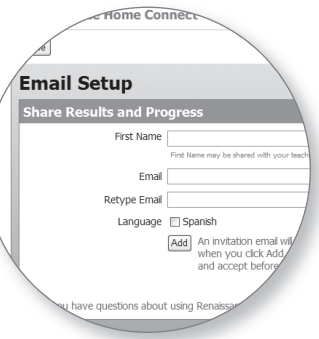 Home Connect
Email Setup
Share Results and Progress
First Name
First Name may be shared with your teach
Email
Retype Email
Language Spanish
Add An invitation email will
when you click Add.
and accept before
you have questions about using Renaissa